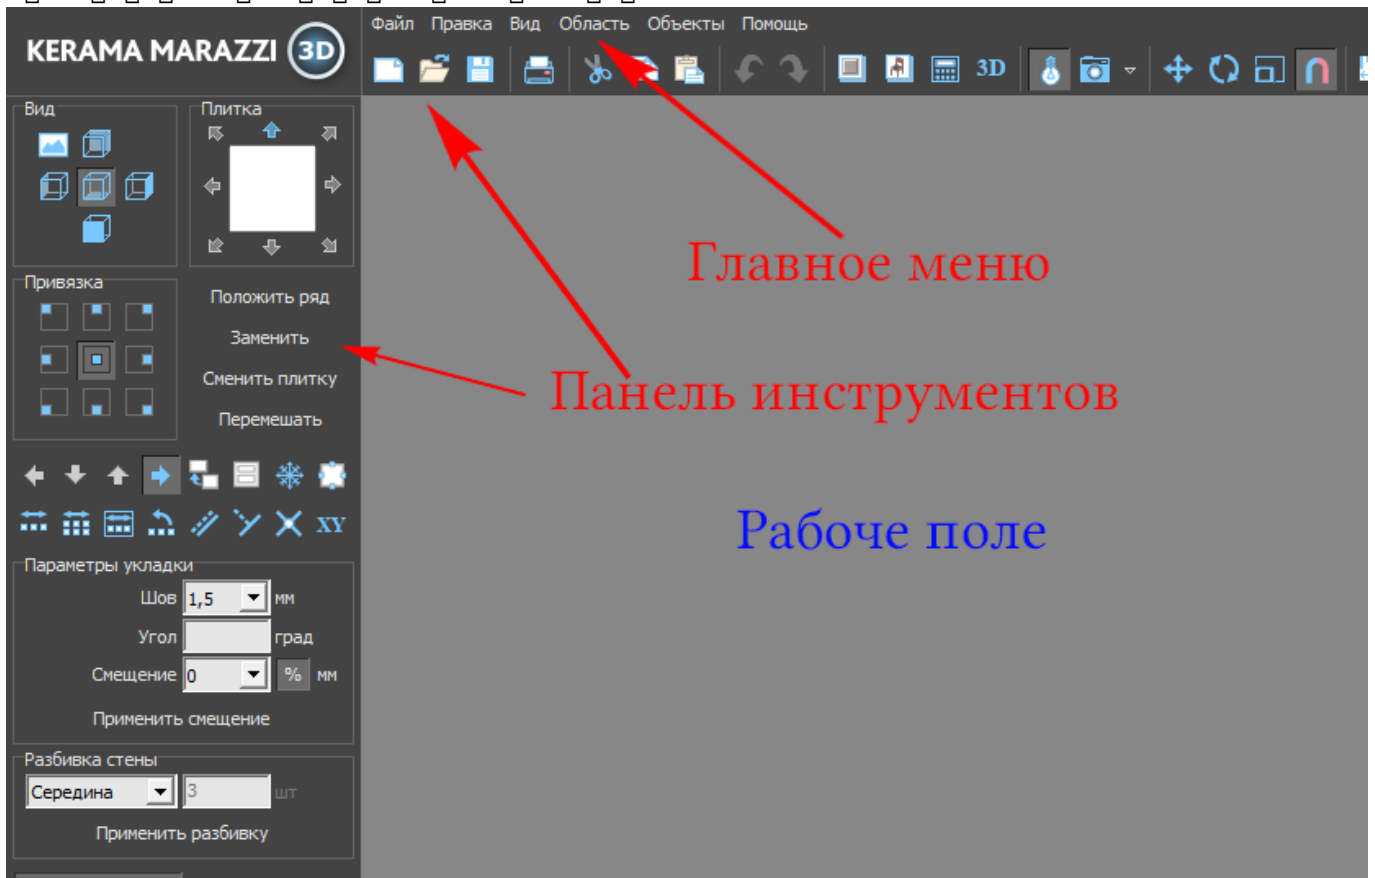 KERAMA MARAZZI 3D
Файл Правка Вид Область Объекты Помощь
3D
Вид
Плитка
Привязка
Положить ряд
Заменить
Сменить плитку
Перемешать
XY
Параметры укладки
Шов 1,5 мм
Угол град
Смещение 0 % мм
Применить смещение
Разбивка стены
Середина 3 шт
Применить разбивку
Главное меню
Панель инструментов
Рабоче поле